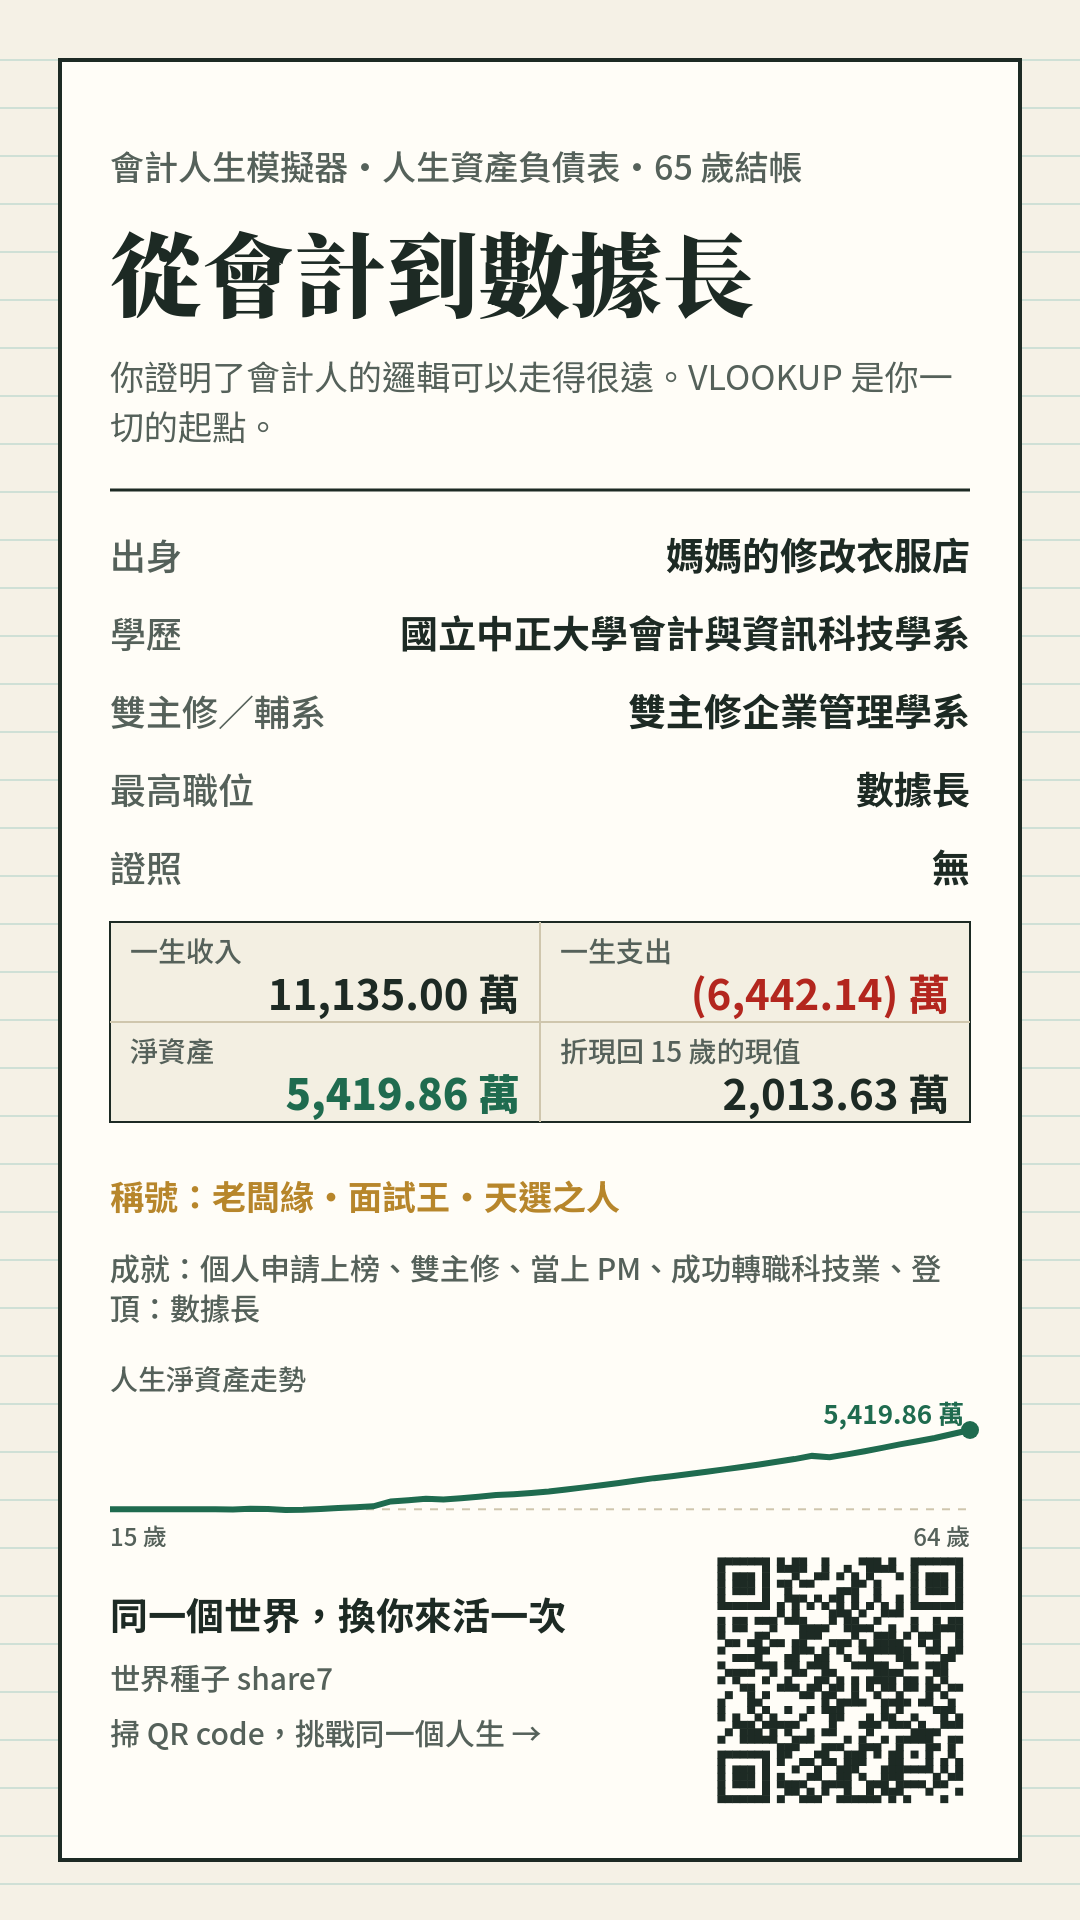 會計人生模擬器・人生資產負債表・65 歲結帳
從會計到數據長
你證明了會計人的邏輯可以走得很遠。VLOOKUP 是你一
切的起點。
出身 媽媽的修改衣服店
學歷 國立中正大學會計與資訊科技學系
雙主修／輔系 雙主修企業管理學系
最高職位 數據長
證照 無
一生收入 一生支出
11,135.00 萬 (6,442.14) 萬
淨資產 折現回 15 歲的現值
5,419.86 萬 2,013.63 萬
稱號：老闆緣・面試王・天選之人
成就：個人申請上榜、雙主修、當上 PM、成功轉職科技業、登
頂：數據長
人生淨資產走勢
5,419.86 萬
15 歲 64 歲
同一個世界，換你來活一次
世界種子 share7
掃 QR code，挑戰同一個人生 →